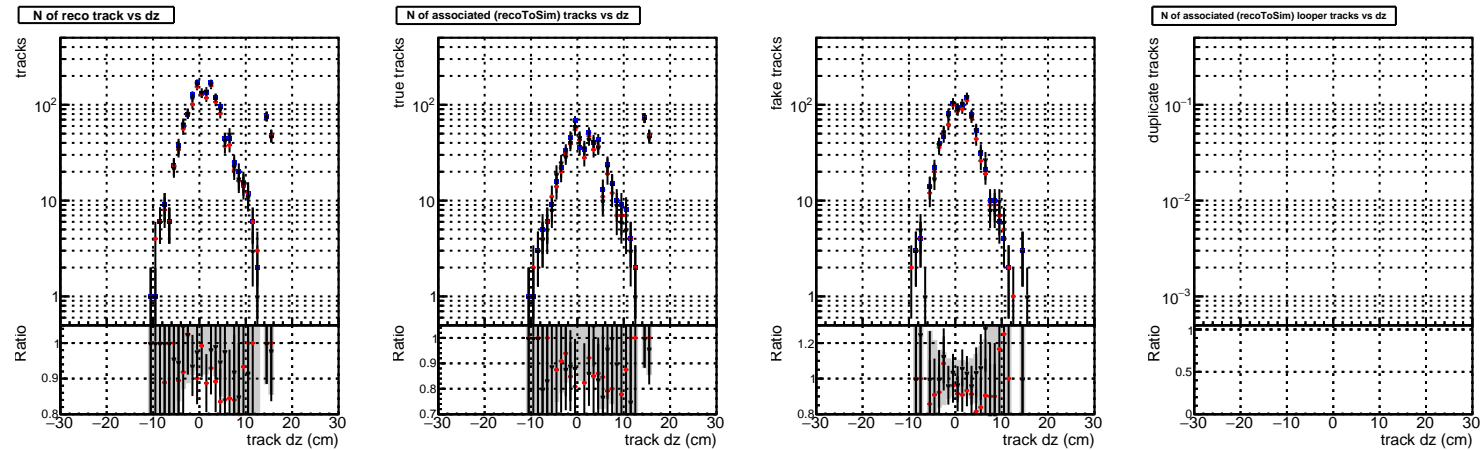 N of reco track vs dz
tracks
10²
10
1
Ratio
1
0.9
0.8
−30 −20 −10 0 10 20 30
track dz (cm)
N of associated (recoToSim) tracks vs dz
true tracks
10²
10
1
Ratio
1
0.9
0.8
0.7
−30 −20 −10 0 10 20 30
track dz (cm)
fake tracks
10²
10
1
Ratio
1.2
1
0.8
−30 −20 −10 0 10 20 30
track dz (cm)
N of associated (recoToSim) looper tracks vs dz
duplicate tracks
10⁻¹
10⁻²
10⁻³
Ratio
1
0.5
0
−30 −20 −10 0 10 20 30
track dz (cm)